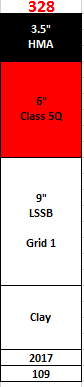 328
3.5"
HMA
6"
Class 5Q
9"
LSSB
Grid 1
Clay
2017
109